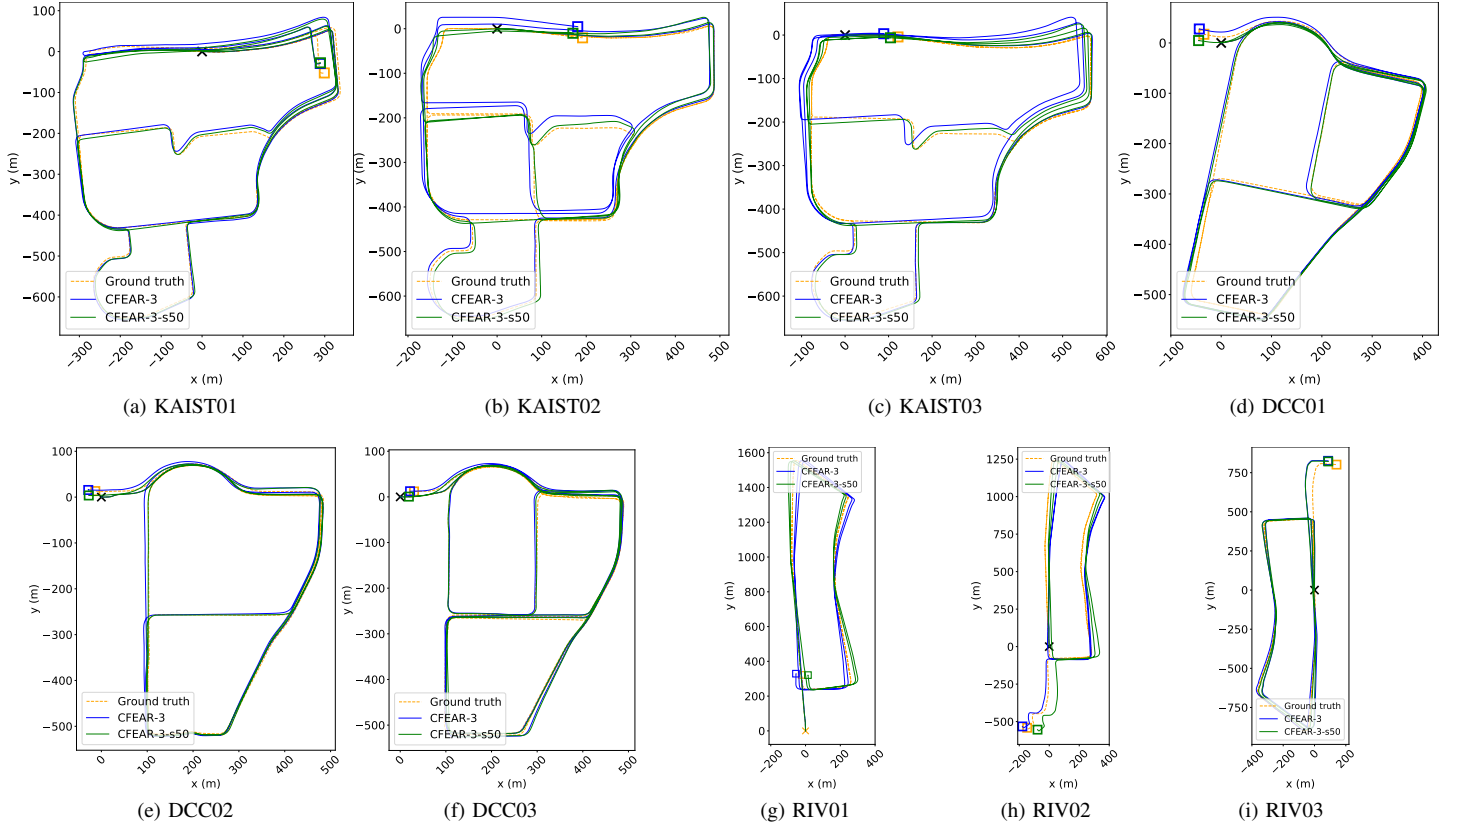 100
0
−100
−200
−300
−400
−500
−600
y (m)
Ground truth
CFEAR-3
CFEAR-3-s50
−300
−200
−100
0
100
200
300
x (m)
(a) KAIST01
0
−100
−200
−300
−400
−500
−600
y (m)
Ground truth
CFEAR-3
CFEAR-3-s50
−200
−100
0
100
200
300
400
500
x (m)
(b) KAIST02
0
−100
−200
−300
−400
−500
−600
y (m)
Ground truth
CFEAR-3
CFEAR-3-s50
−100
0
100
200
300
400
500
600
x (m)
(c) KAIST03
0
−100
−200
−300
−400
−500
y (m)
Ground truth
CFEAR-3
CFEAR-3-s50
−100
0
100
200
300
400
x (m)
(d) DCC01
100
0
−100
−200
−300
−400
−500
y (m)
Ground truth
CFEAR-3
CFEAR-3-s50
0
100
200
300
400
500
x (m)
(e) DCC02
100
0
−100
−200
−300
−400
−500
y (m)
Ground truth
CFEAR-3
CFEAR-3-s50
0
100
200
300
400
500
x (m)
(f) DCC03
1600
1400
1200
1000
800
600
400
200
0
y (m)
Ground truth
CFEAR-3
CFEAR-3-s50
−200
0
200
400
x (m)
(g) RIV01
1250
1000
750
500
250
0
−250
−500
y (m)
Ground truth
CFEAR-3
CFEAR-3-s50
−200
0
200
400
x (m)
(h) RIV02
750
500
250
0
−250
−500
−750
y (m)
Ground truth
CFEAR-3
CFEAR-3-s50
−400
−200
0
200
x (m)
(i) RIV03